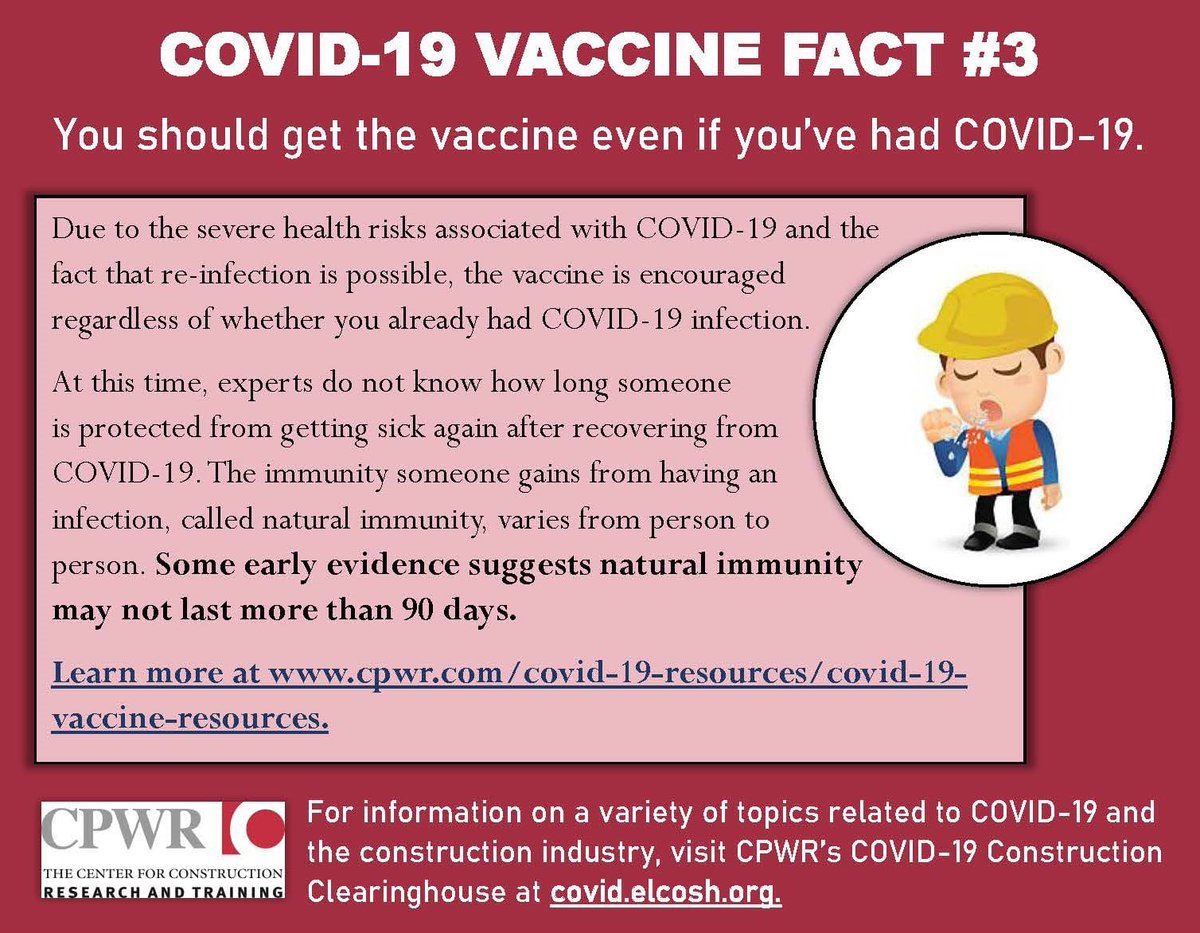 COVID-19 VACCINE FACT #3
You should get the vaccine even if you've had COVID-19.
Due to the severe health risks associated with COVID-19 and the
fact that re-infection is possible, the vaccine is encouraged
regardless of whether you already had COVID-19 infection.
At this time, experts do not know how long someone
is protected from getting sick again after recovering from
COVID-19. The immunity someone gains from having an
infection, called natural immunity, varies from person to
person. Some early evidence suggests natural immunity
may not last more than 90 days.
Learn more at www.cpwr.com/covid-19-resources/covid-19-
vaccine-resources.
CPWR
THE CENTER FOR CONSTRUCTION
RESEARCH AND TRAINING
For information on a variety of topics related to COVID-19 and
the construction industry, visit CPWR's COVID-19 Construction
Clearinghouse at covid.elcosh.org.